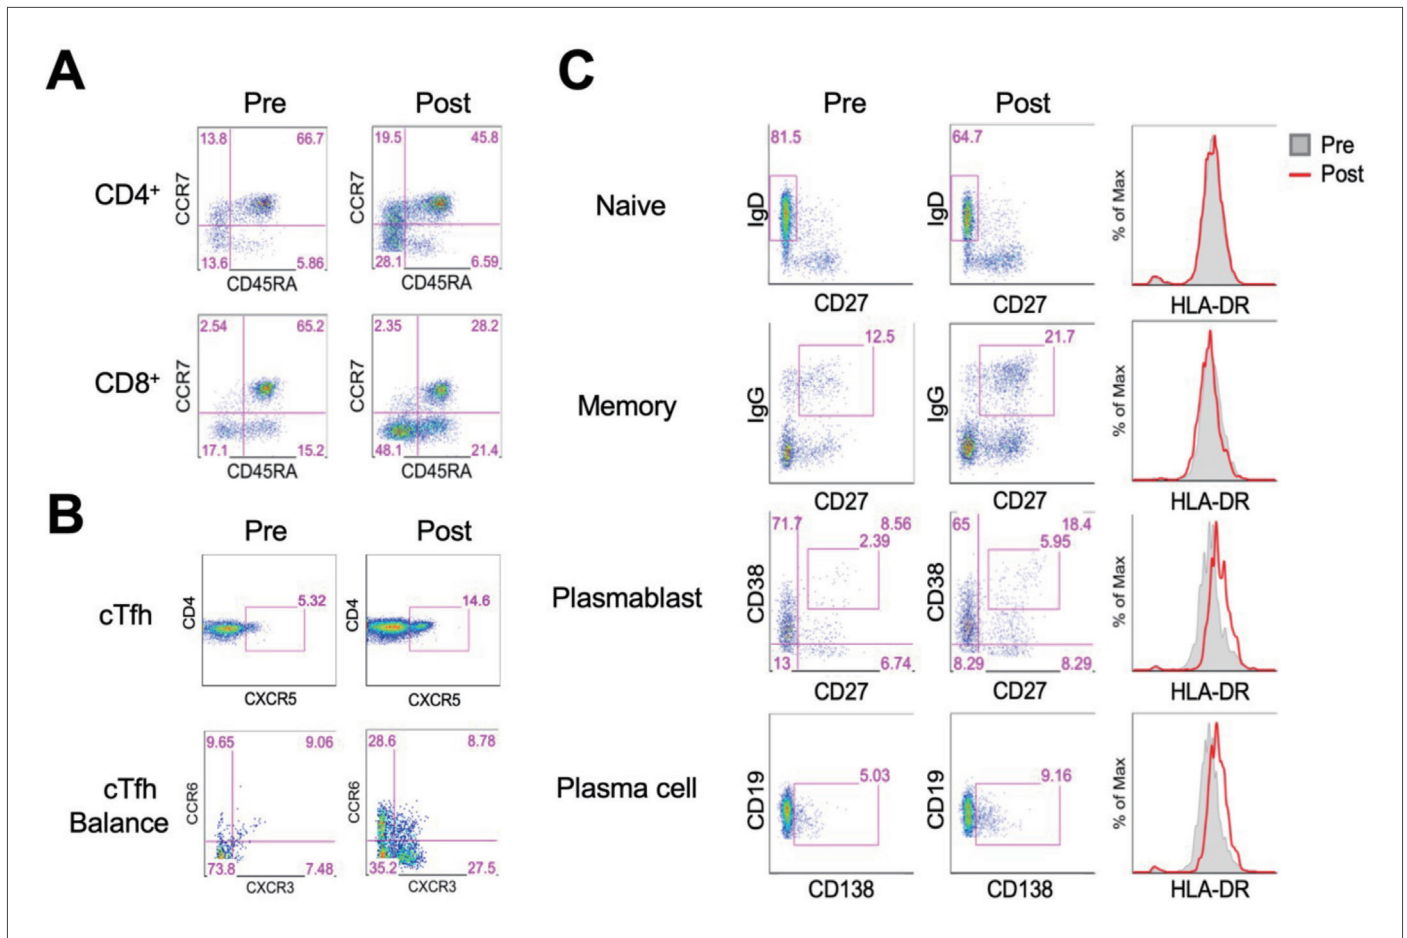 A
Pre
Post
CD4+
CCR7
13.8
66.7
13.6
5.86
CD45RA
CCR7
19.5
45.8
28.1
6.59
CD45RA
CD8+
CCR7
2.54
65.2
17.1
15.2
CD45RA
CCR7
2.35
28.2
48.1
21.4
CD45RA
B
Pre
Post
cTfh
CD4
5.32
CXCR5
CD4
14.6
CXCR5
cTfh
Balance
CCR6
9.65
9.06
73.8
7.48
CXCR3
CCR6
28.6
8.78
35.2
27.5
CXCR3
C
Pre
Post
Pre
Post
Naive
81.5
IgD
CD27
64.7
IgD
CD27
% of Max
HLA-DR
Memory
12.5
IgG
CD27
21.7
IgG
CD27
% of Max
HLA-DR
Plasmablast
71.7
8.56
2.39
CD38
13
6.74
CD27
65
18.4
5.95
CD38
8.29
8.29
CD27
% of Max
HLA-DR
Plasma cell
5.03
CD19
CD138
9.16
CD19
CD138
% of Max
HLA-DR